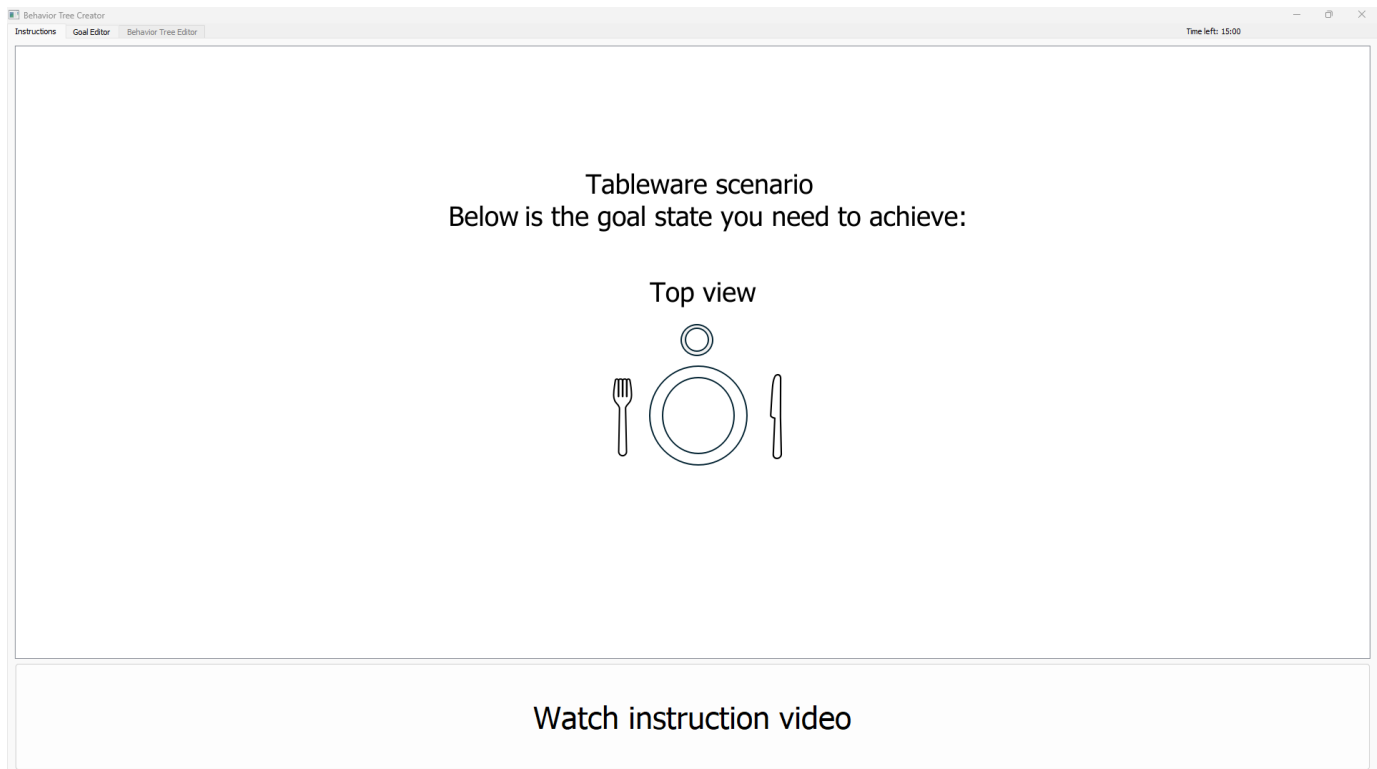 Behavior Tree Creator
Instructions Goal Editor Behavior Tree Editor Time left: 15:00
Tableware scenario
Below is the goal state you need to achieve:
Top view
Watch instruction video